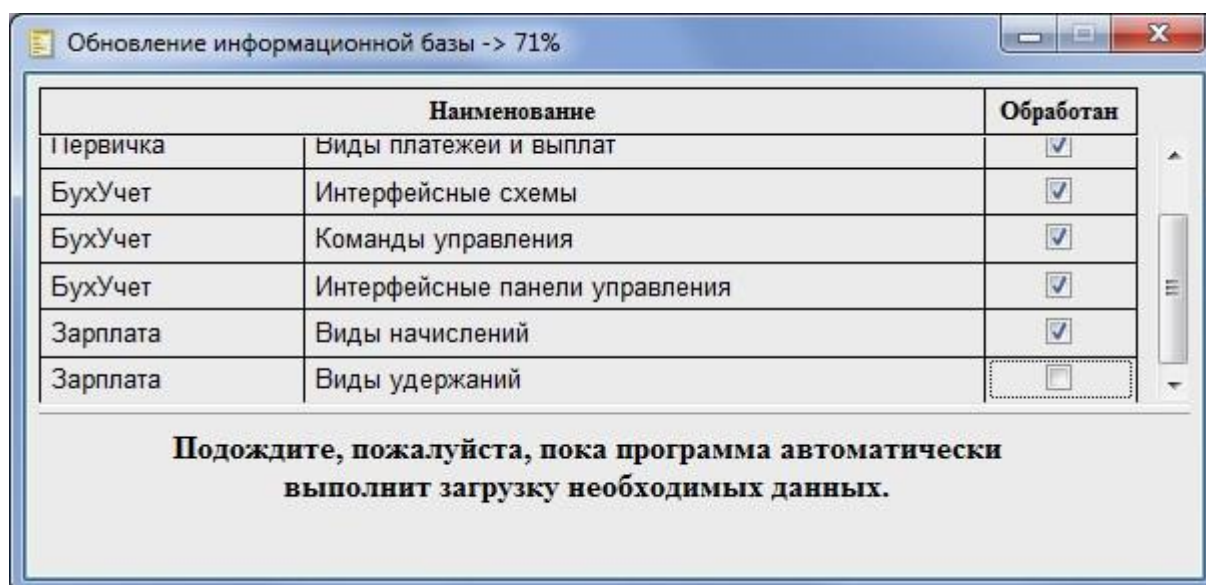 Обновление информационной базы -> 71%
Наименование Обработан
Первичка Виды платежей и выплат
БухУчет Интерфейсные схемы
БухУчет Команды управления
БухУчет Интерфейсные панели управления
Зарплата Виды начислений
Зарплата Виды удержаний
Подождите, пожалуйста, пока программа автоматически
выполнит загрузку необходимых данных.